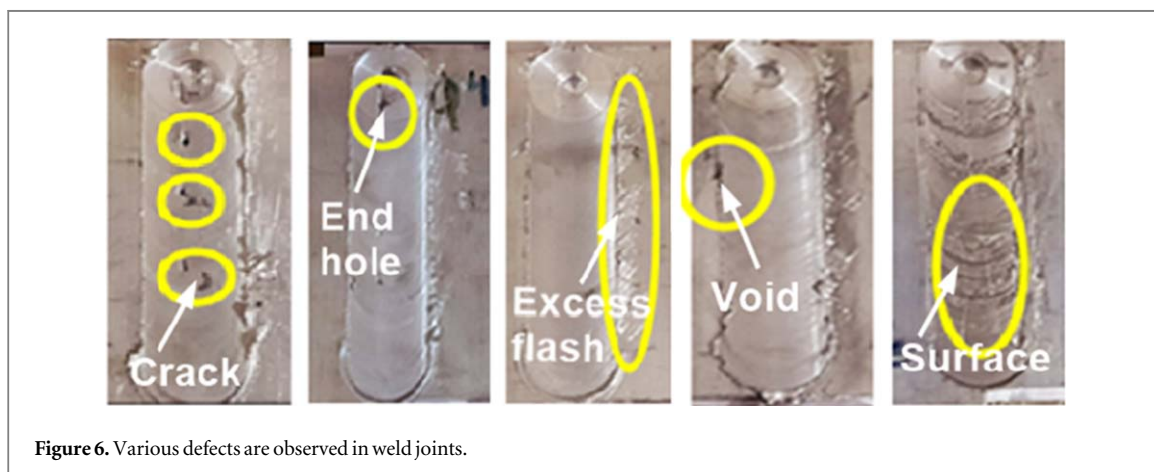 Crack
End
hole
Excess
flash
Void
Surface
Figure 6. Various defects are observed in weld joints.